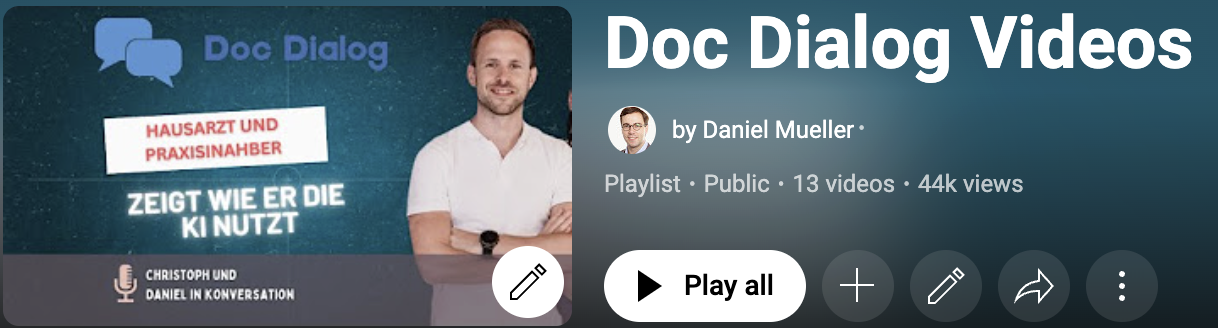 Doc Dialog
HAUSARZT UND
PRAXISINAHBER
ZEIGT WIE ER DIE
KI NUTZT
CHRISTOPH UND
DANIEL IN KONVERSATION
Doc Dialog Videos
by Daniel Mueller
Playlist • Public • 13 videos • 44k views
Play all